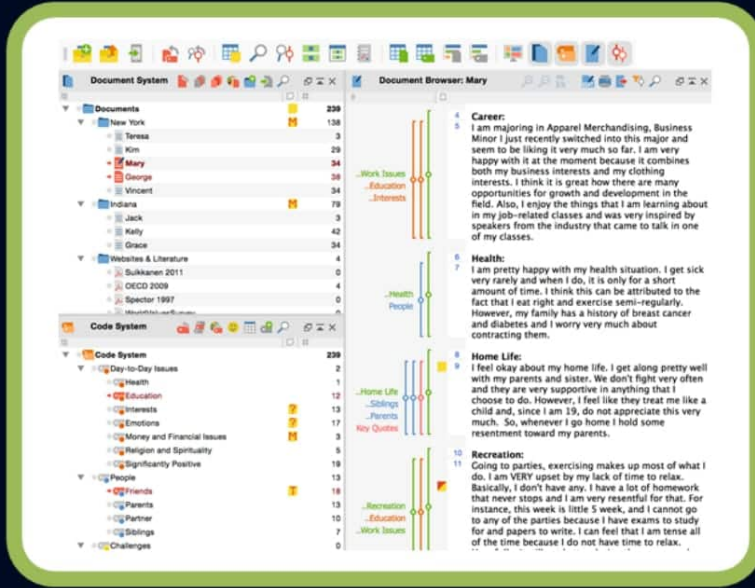 Document System
Documents 239
New York 138
Teresa 3
Kim 29
Mary 34
George 38
Vincent 34
Indiana 79
Jack 3
Kelly 42
Grace 34
Websites & Literature 4
Suikkanen 2011 0
OECD 2009 4
Spector 1997 0
Code System
Code System 239
Day-to-Day Issues 2
Health 1
Education 12
Interests 13
Emotions 17
Money and Financial Issues 3
Religion and Spirituality 5
Significantly Positive 19
People 13
Friends 18
Parents 13
Partner 10
Siblings 7
Challenges 0
Document Browser: Mary
..Work Issues
..Education
..Interests
4 Career:
5 I am majoring in Apparel Merchandising, Business
Minor I just recently switched into this major and
seem to be liking it very much so far. I am very
happy with it at the moment because it combines
both my business interests and my clothing
interests. I think it is great how there are many
opportunities for growth and development in the
field. Also, I enjoy the things that I am learning about
in my job-related classes and was very inspired by
speakers from the industry that came to talk in one
of my classes.
..Health
People
6 Health:
7 I am pretty happy with my health situation. I get sick
very rarely and when I do, it is only for a short
amount of time. I think this can be attributed to the
fact that I eat right and exercise semi-regularly.
However, my family has a history of breast cancer
and diabetes and I worry very much about
contracting them.
..Home Life
..Siblings
..Parents
Key Quotes
8 Home Life:
9 I feel okay about my home life. I get along pretty well
with my parents and sister. We don't fight very often
and they are very supportive in anything that I
choose to do. However, I feel like they treat me like a
child and, since I am 19, do not appreciate this very
much. So, whenever I go home I hold some
resentment toward my parents.
..Recreation
..Education
..Work Issues
10 Recreation:
11 Going to parties, exercising makes up most of what I
do. I am VERY upset by my lack of time to relax.
Basically, I don't have any. I have a lot of homework
that never stops and I am very resentful for that. For
instance, this week is little 5 week, and I cannot go
to any of the parties because I have exams to study
for and papers to write. I can feel that I am tense all
of the time because I do not have time to relax.